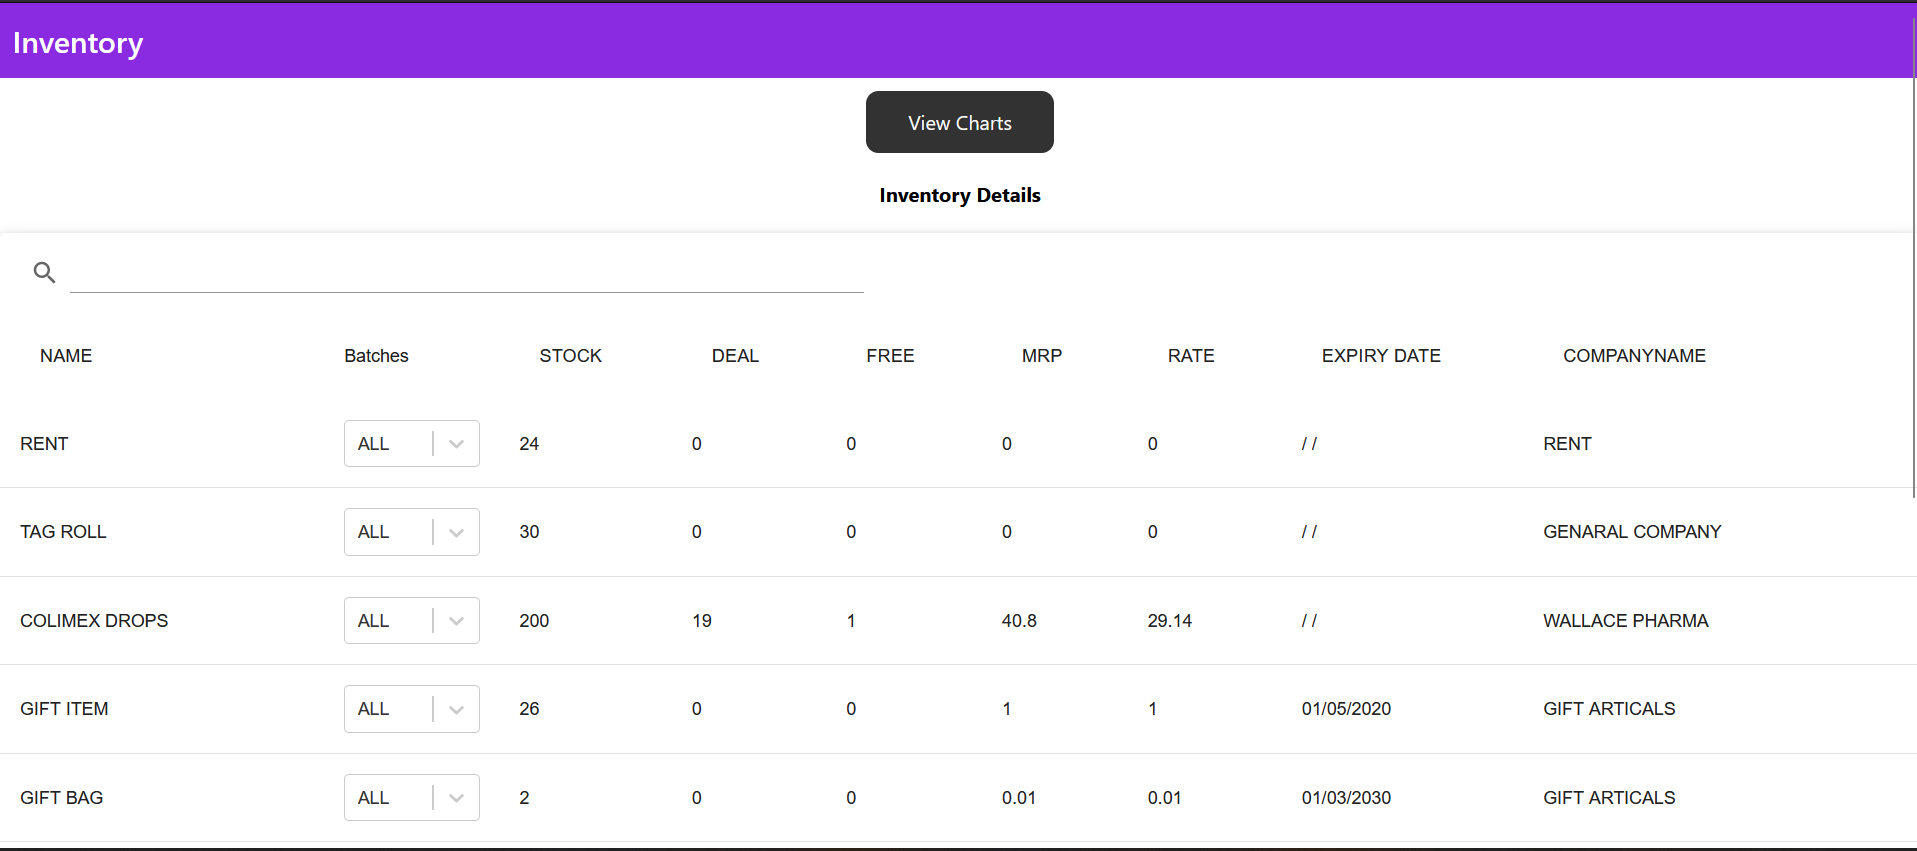 Inventory
View Charts
Inventory Details
NAME Batches STOCK DEAL FREE MRP RATE EXPIRY DATE COMPANYNAME
RENT ALL 24 0 0 0 0 / / RENT
TAG ROLL ALL 30 0 0 0 0 / / GENARAL COMPANY
COLIMEX DROPS ALL 200 19 1 40.8 29.14 / / WALLACE PHARMA
GIFT ITEM ALL 26 0 0 1 1 01/05/2020 GIFT ARTICALS
GIFT BAG ALL 2 0 0 0.01 0.01 01/03/2030 GIFT ARTICALS